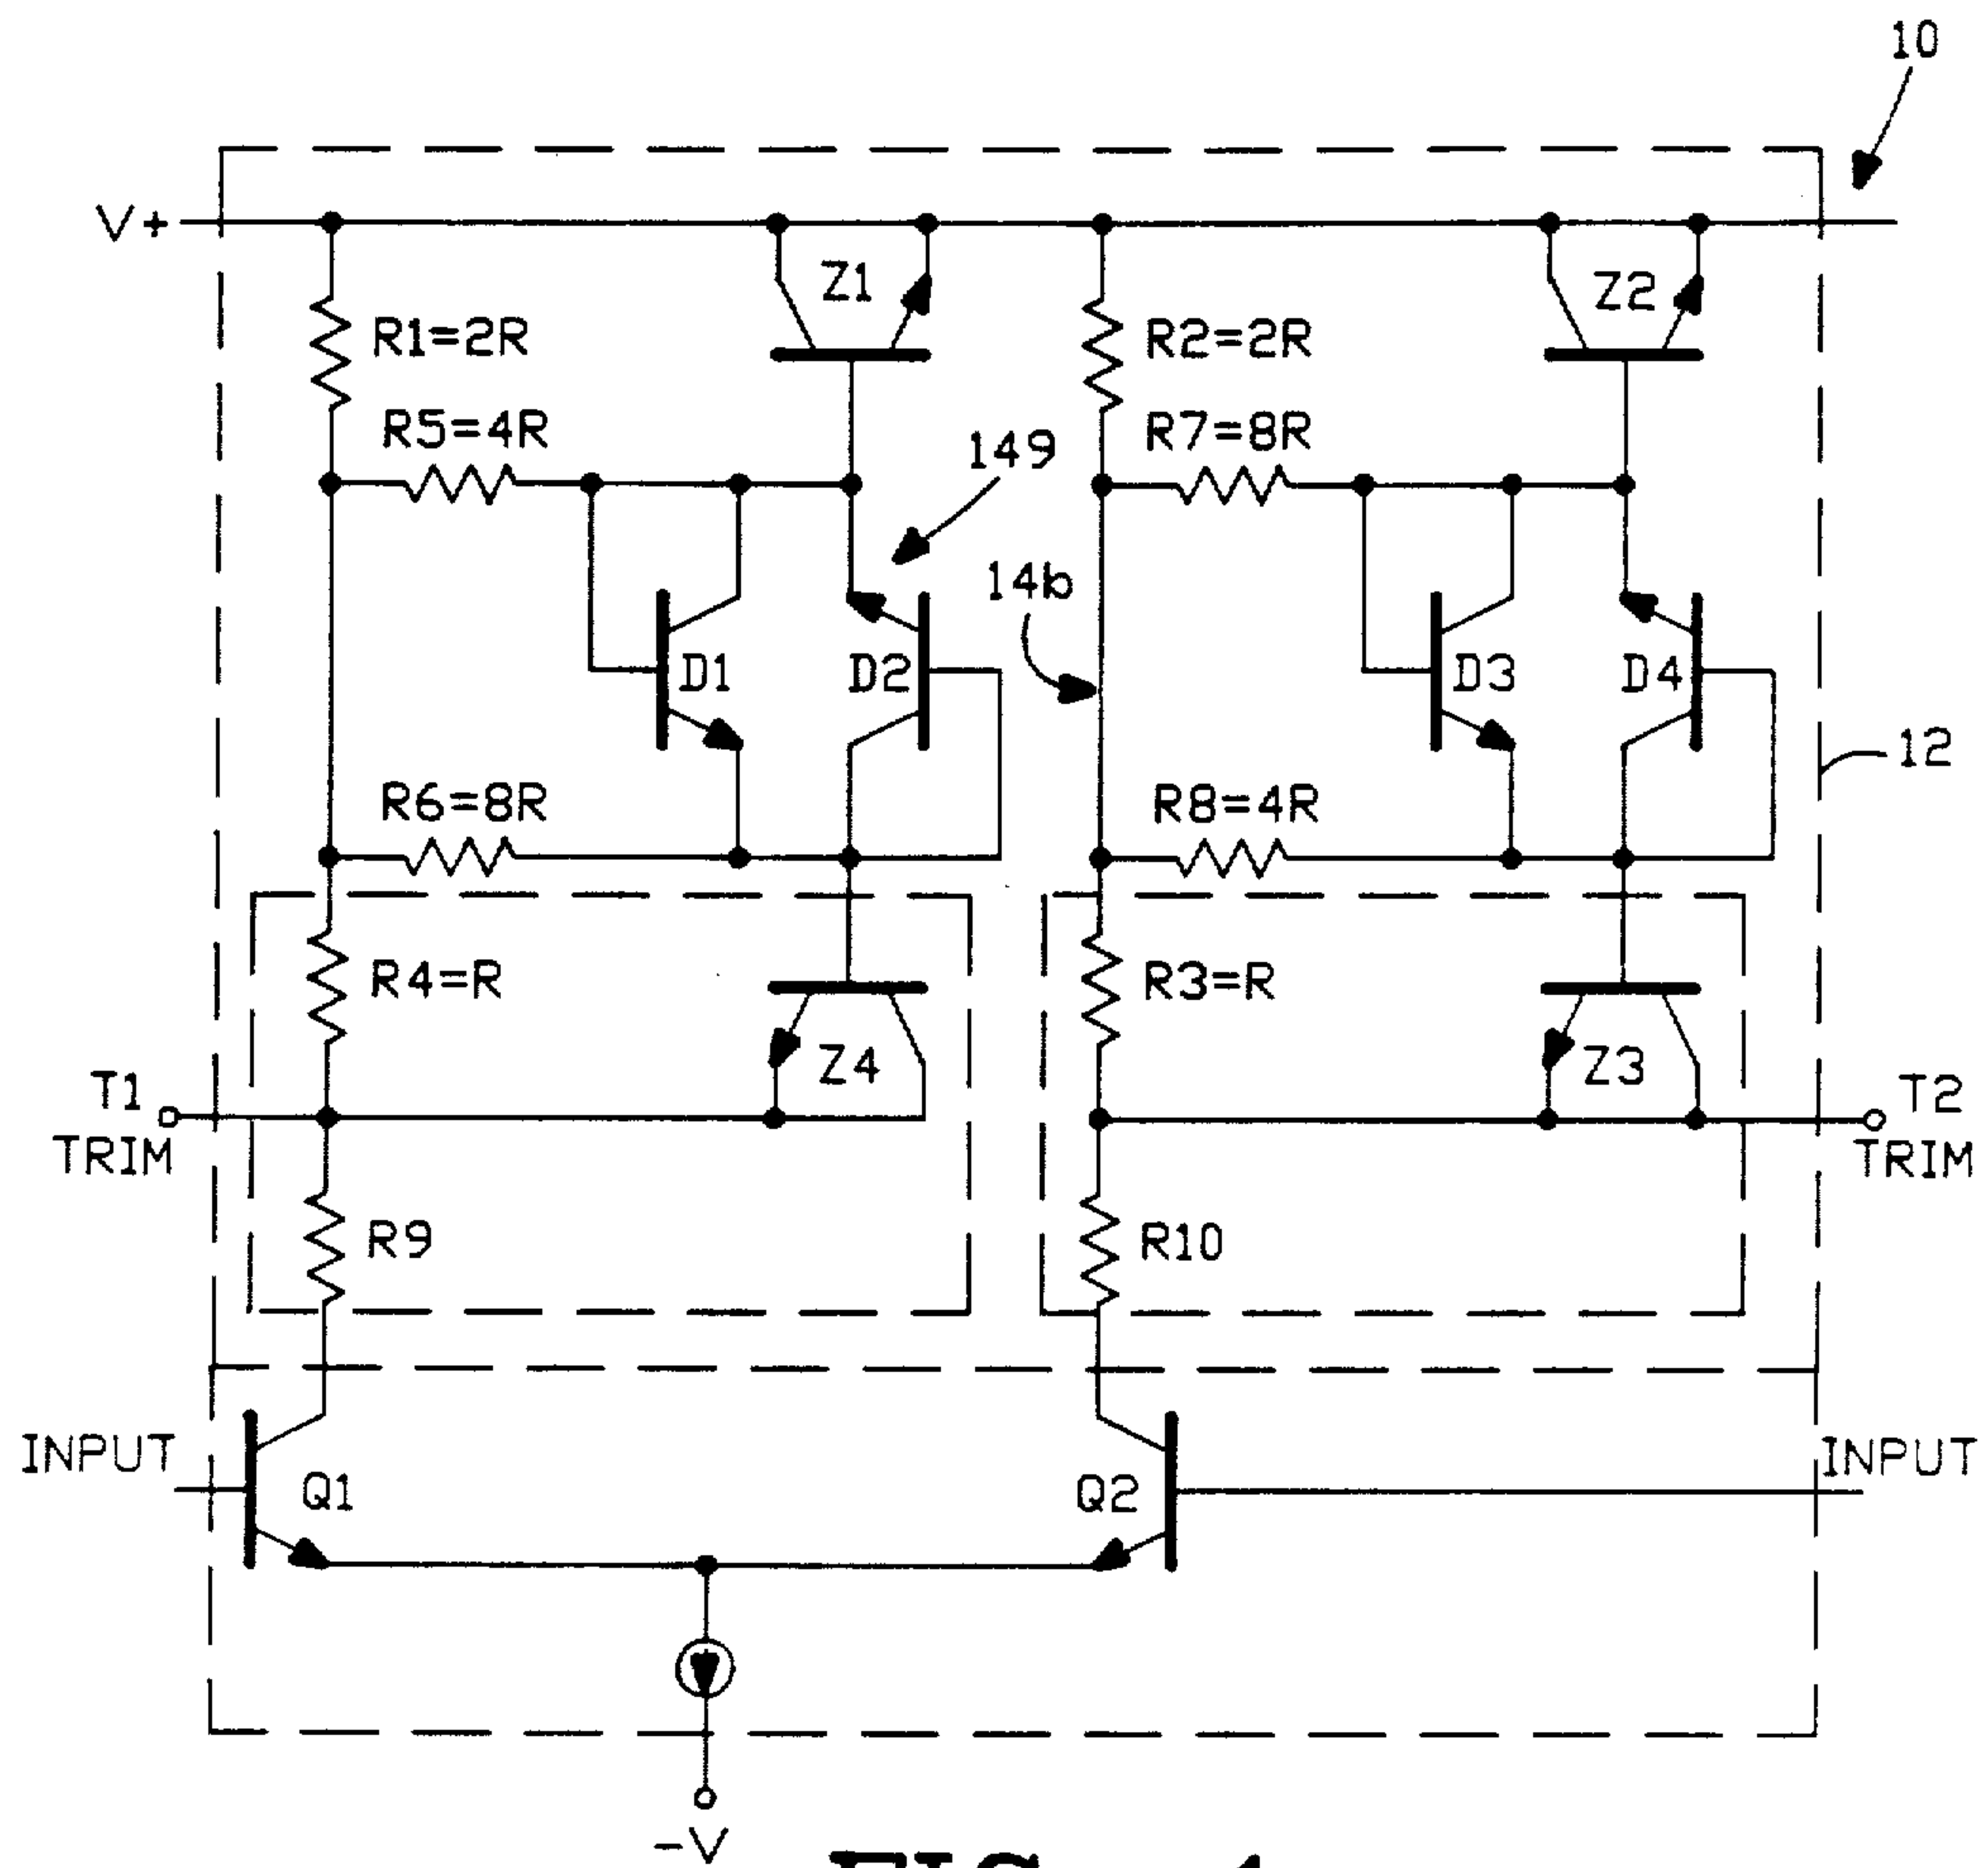 10
V+
Z1
Z2
R1=2R
R2=2R
R5=4R
R7=8R
149
14b
D1
D2
D3
D4
12
R6=8R
R8=4R
R4=R
R3=R
Z4
Z3
T1
TRIM
T2
TRIM
R9
R10
INPUT
INPUT
Q1
Q2
-V